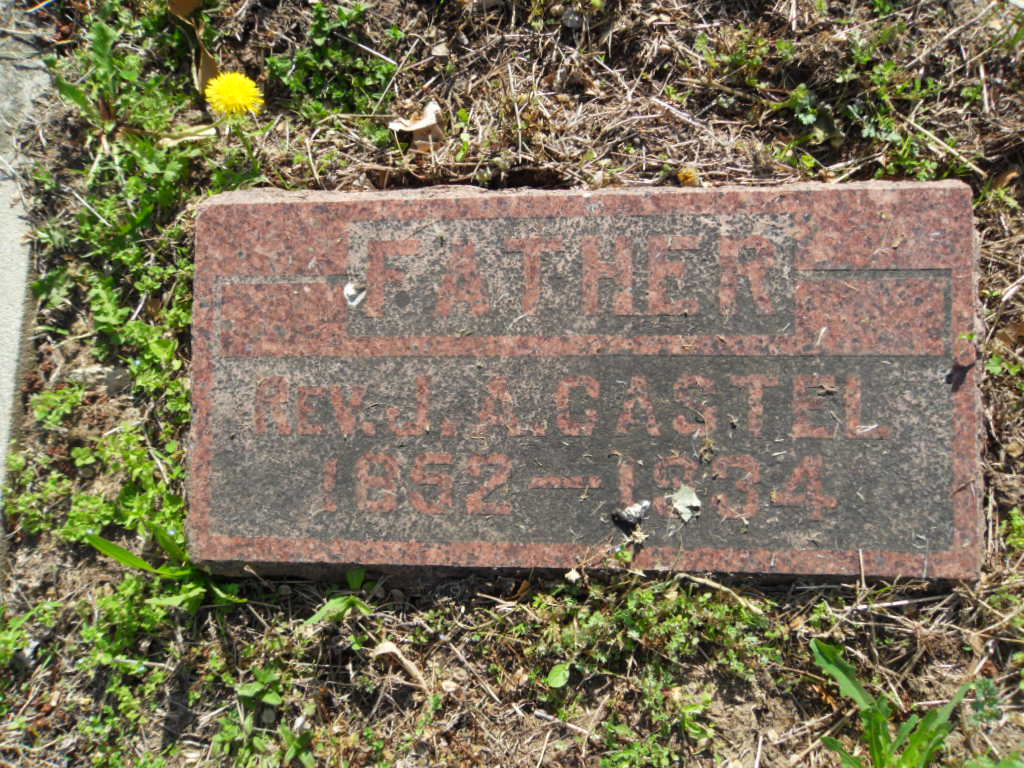 FATHER
REV. J. A. CASTEL
1852–1934